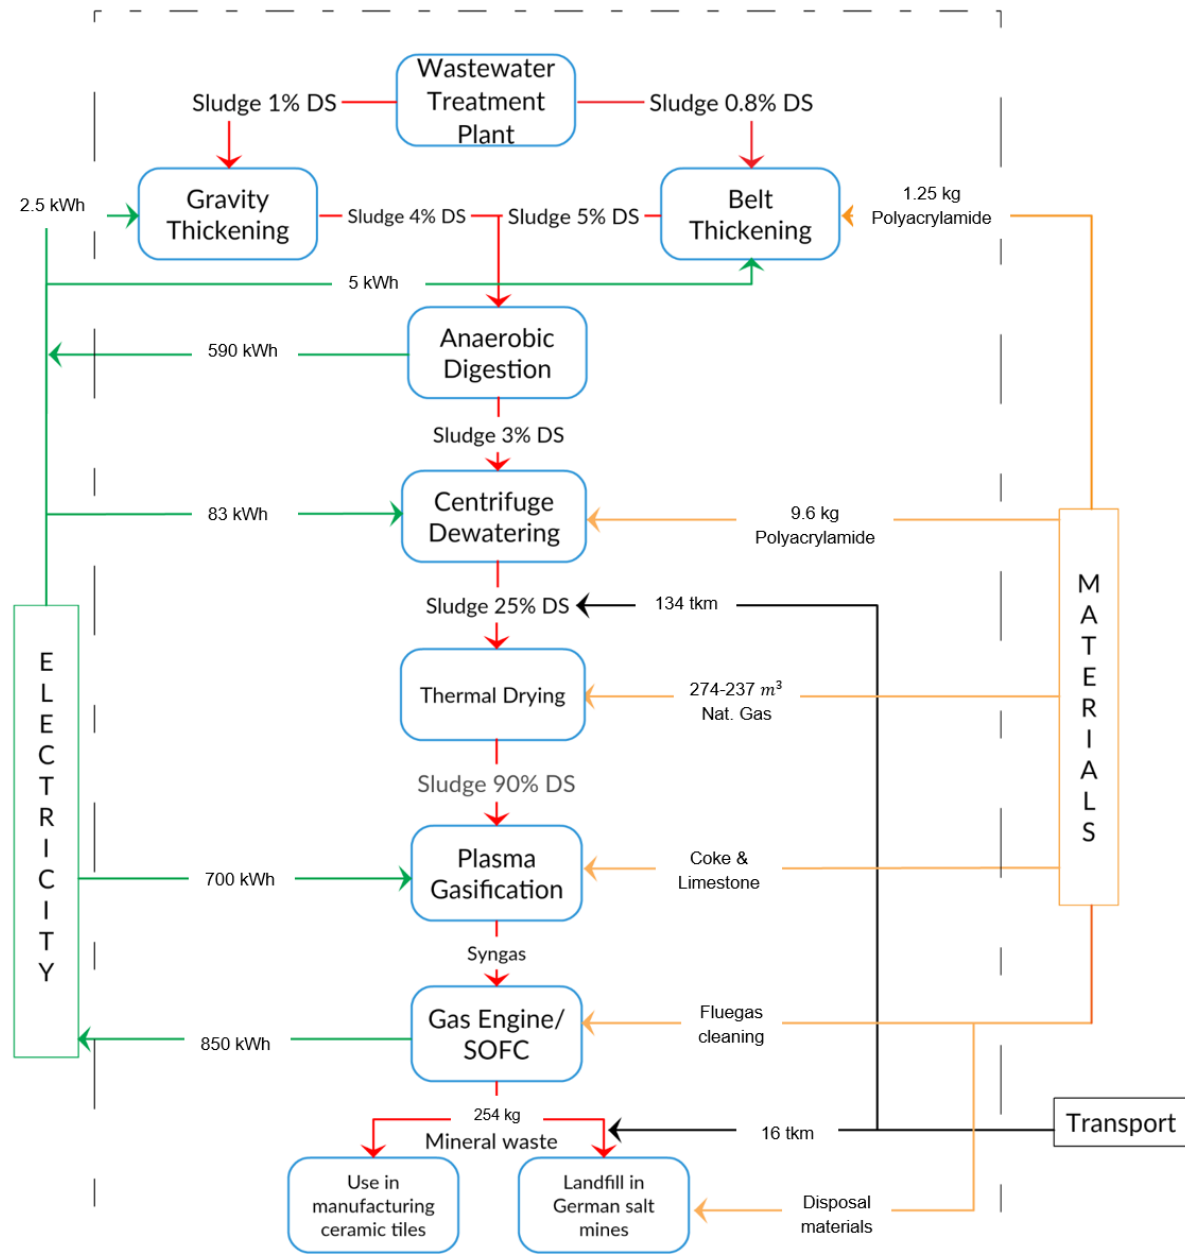 Wastewater
Treatment
Plant
Sludge 1% DS
Sludge 0.8% DS
2.5 kWh
Gravity
Thickening
Sludge 4% DS
Sludge 5% DS
Belt
Thickening
1.25 kg
Polyacrylamide
5 kWh
Anaerobic
Digestion
590 kWh
Sludge 3% DS
83 kWh
Centrifuge
Dewatering
9.6 kg
Polyacrylamide
Sludge 25% DS
134 tkm
Thermal Drying
274-237 m³
Nat. Gas
Sludge 90% DS
700 kWh
Plasma
Gasification
Coke &
Limestone
Syngas
850 kWh
Gas Engine/
SOFC
Fluegas
cleaning
254 kg
Mineral waste
16 tkm
Transport
Use in
manufacturing
ceramic tiles
Landfill in
German salt
mines
Disposal
materials
E
L
E
C
T
R
I
C
I
T
Y
M
A
T
E
R
I
A
L
S